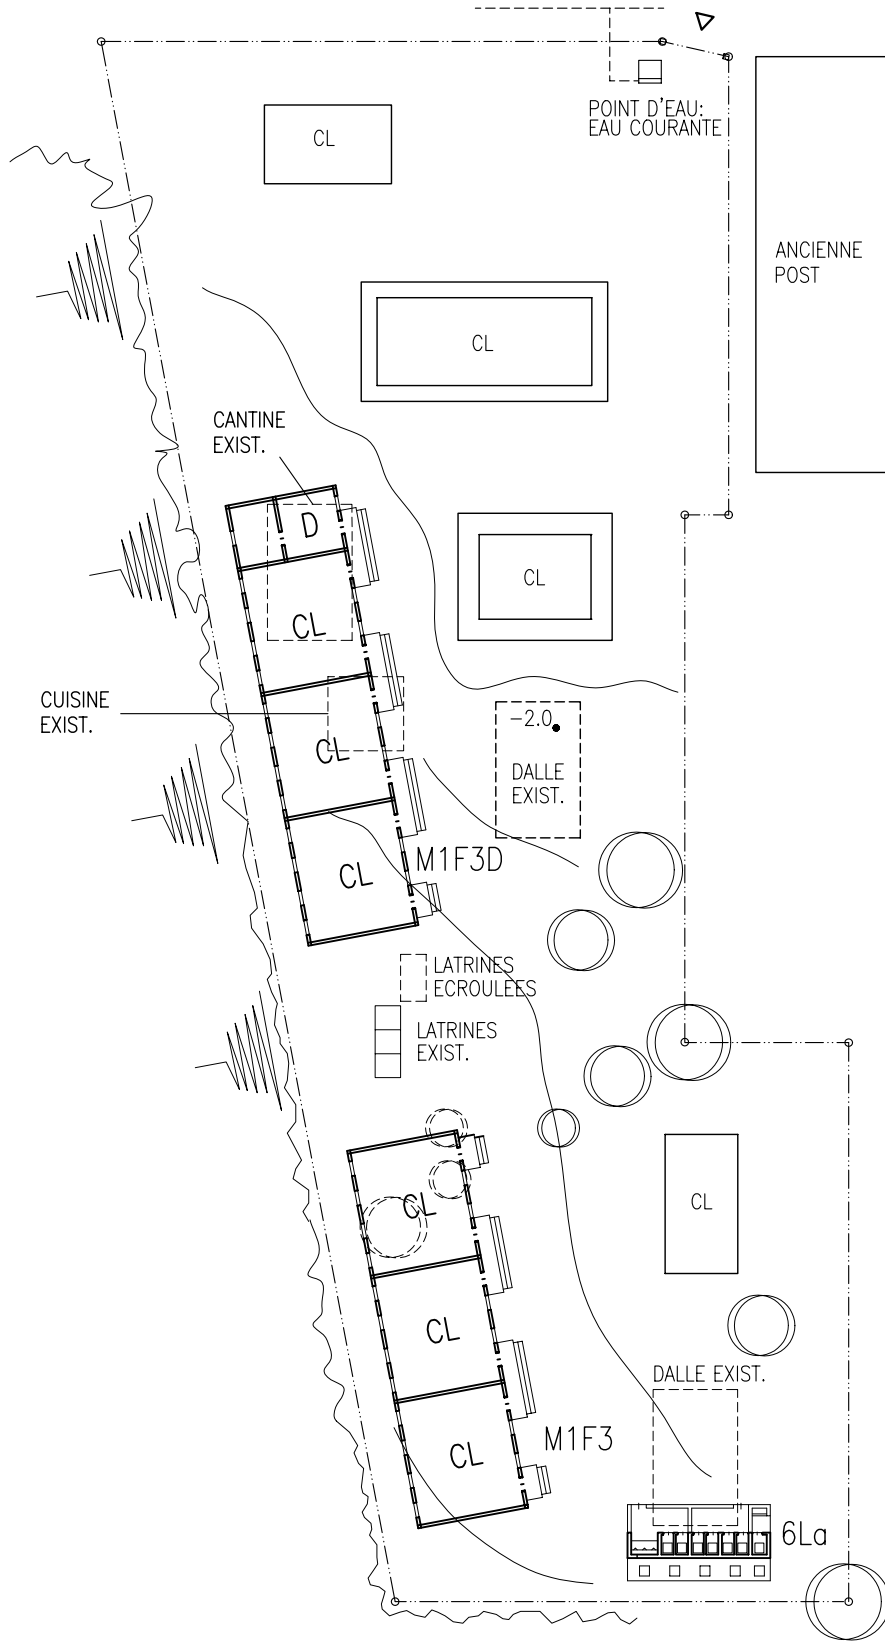 POINT D'EAU:
EAU COURANTE
CL
ANCIENNE
POST
CL
CANTINE
EXIST.
D
CL
CL
CUISINE
EXIST.
-2.0
CL
DALLE
EXIST.
M1F3D
CL
LATRINES
ECROULEES
LATRINES
EXIST.
CL
CL
CL
DALLE EXIST.
M1F3
CL
6La